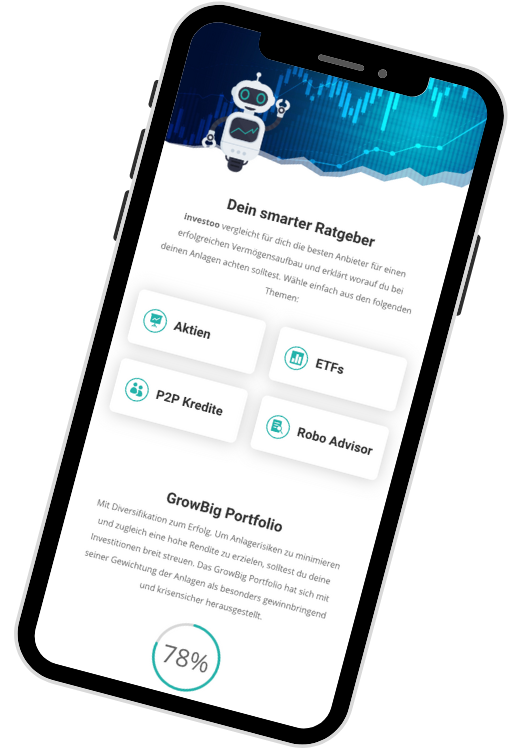 Dein smarter Ratgeber
investoo vergleicht für dich die besten Anbieter für einen
erfolgreichen Vermögensaufbau und erklärt worauf du bei
deinen Anlagen achten solltest. Wähle einfach aus den folgenden
Themen:
Aktien
ETFs
P2P Kredite
Robo Advisor
GrowBig Portfolio
Mit Diversifikation zum Erfolg. Um Anlagerisiken zu minimieren
und zugleich eine hohe Rendite zu erzielen, solltest du deine
Investitionen breit streuen. Das GrowBig Portfolio hat sich mit
seiner Gewichtung der Anlagen als besonders gewinnbringend
und krisensicher herausgestellt.
78%